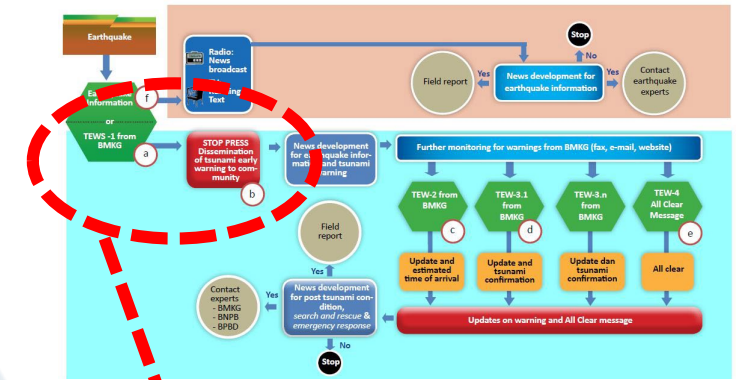 Earthquake
Radio:
News
broadcast
Text
Stop
No
Yes
Field report
News development for
earthquake information
Yes
Contact
earthquake
experts
f
Information
or
TEWS -1 from
BMKG
a
STOP PRESS
Dissemination
of tsunami early
warning to com-
munity
b
News development
for earthquake infor-
mation and tsunami
warning
Further monitoring for warnings from BMKG (fax, e-mail, website)
TEW-2 from
BMKG
c
TEW-3.1
from
BMKG
d
TEW-3.n
from
BMKG
TEW-4
All Clear
Message
e
Update and
estimated
time of arrival
Update and
tsunami
confirmation
Update dan
tsunami
confirmation
All clear
Field
report
Yes
Contact
experts
- BMKG
- BNPB
- BPBD
Yes
News development
for post tsunami con-
dition,
search and rescue &
emergency response
Updates on warning and All Clear message
No
Stop